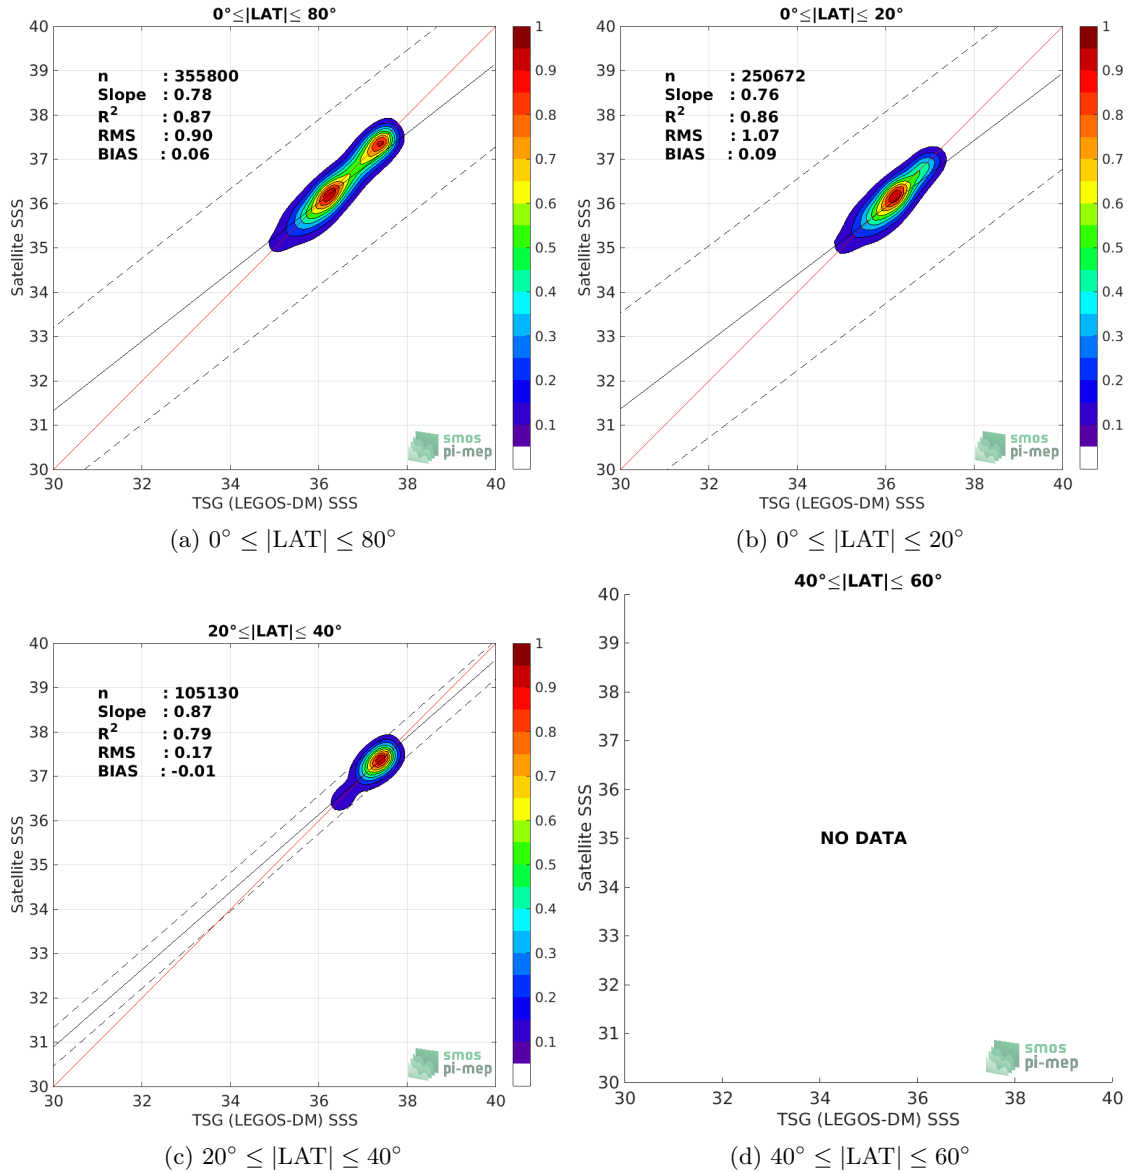 0°≤|LAT|≤ 80°
n : 355800
Slope : 0.78
R² : 0.87
RMS : 0.90
BIAS : 0.06
40
39
38
37
36
35
34
33
32
31
30
Satellite SSS
30 32 34 36 38 40
TSG (LEGOS-DM) SSS
1
0.9
0.8
0.7
0.6
0.5
0.4
0.3
0.2
0.1
smos
pi-mep
(a) 0° ≤ |LAT| ≤ 80°
0°≤|LAT|≤ 20°
n : 250672
Slope : 0.76
R² : 0.86
RMS : 1.07
BIAS : 0.09
40
39
38
37
36
35
34
33
32
31
30
Satellite SSS
30 32 34 36 38 40
TSG (LEGOS-DM) SSS
1
0.9
0.8
0.7
0.6
0.5
0.4
0.3
0.2
0.1
smos
pi-mep
(b) 0° ≤ |LAT| ≤ 20°
20°≤|LAT|≤ 40°
n : 105130
Slope : 0.87
R² : 0.79
RMS : 0.17
BIAS : -0.01
40
39
38
37
36
35
34
33
32
31
30
Satellite SSS
30 32 34 36 38 40
TSG (LEGOS-DM) SSS
1
0.9
0.8
0.7
0.6
0.5
0.4
0.3
0.2
0.1
smos
pi-mep
(c) 20° ≤ |LAT| ≤ 40°
40°≤|LAT|≤ 60°
40
39
38
37
36
35
34
33
32
31
30
Satellite SSS
NO DATA
30 32 34 36 38 40
TSG (LEGOS-DM) SSS
smos
pi-mep
(d) 40° ≤ |LAT| ≤ 60°